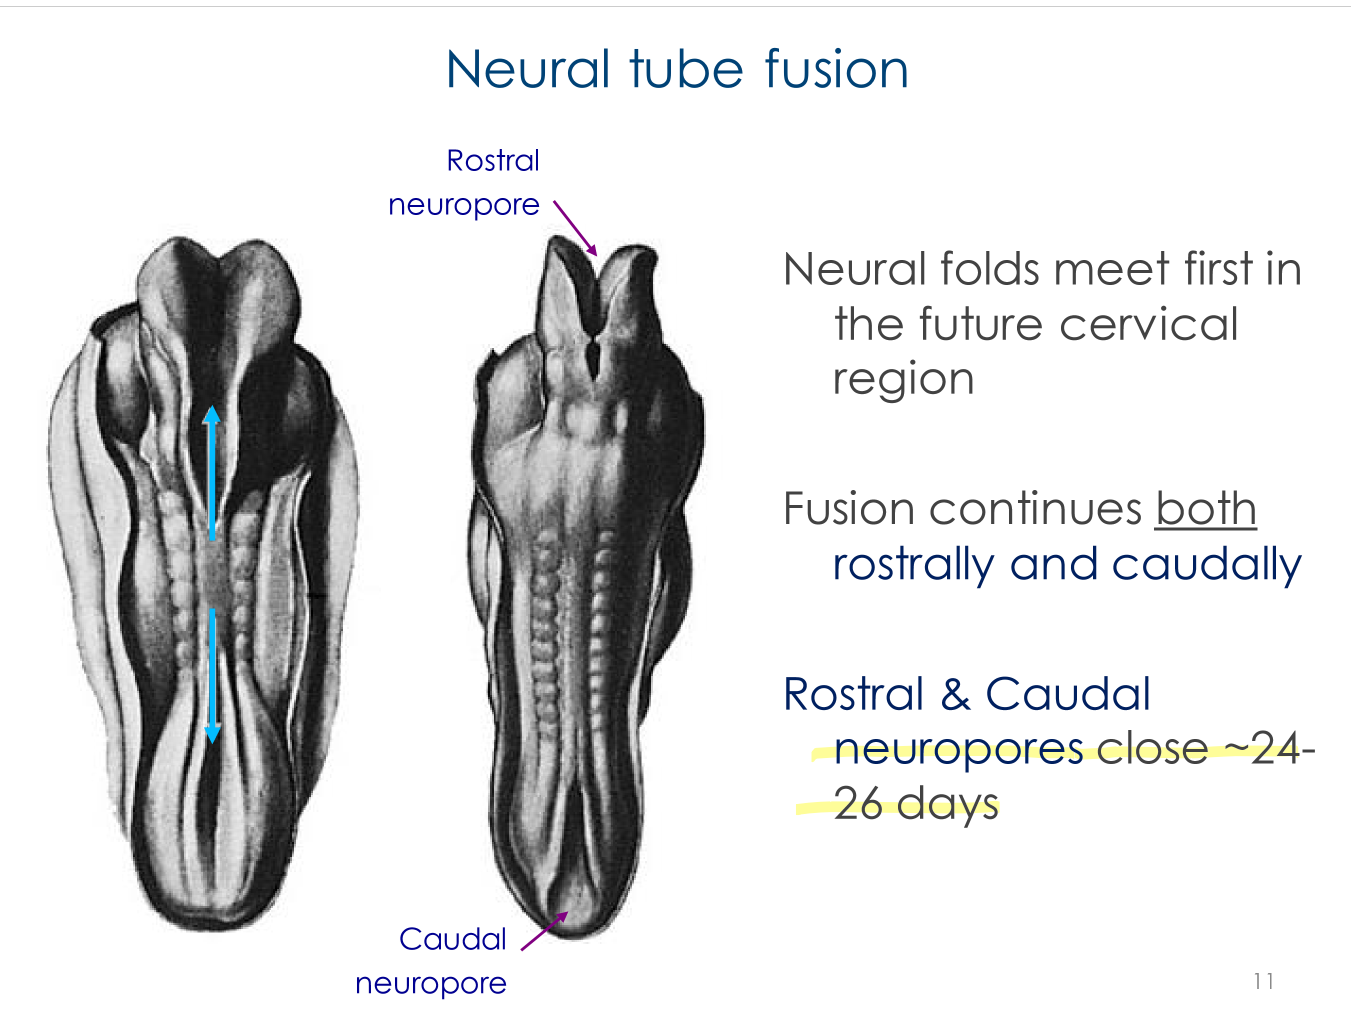 Neural tube fusion
Rostral
neuropore
Neural folds meet first in
the future cervical
region
Fusion continues both
rostrally and caudally
Rostral & Caudal
neuropores close ~24-
26 days
Caudal
neuropore
11